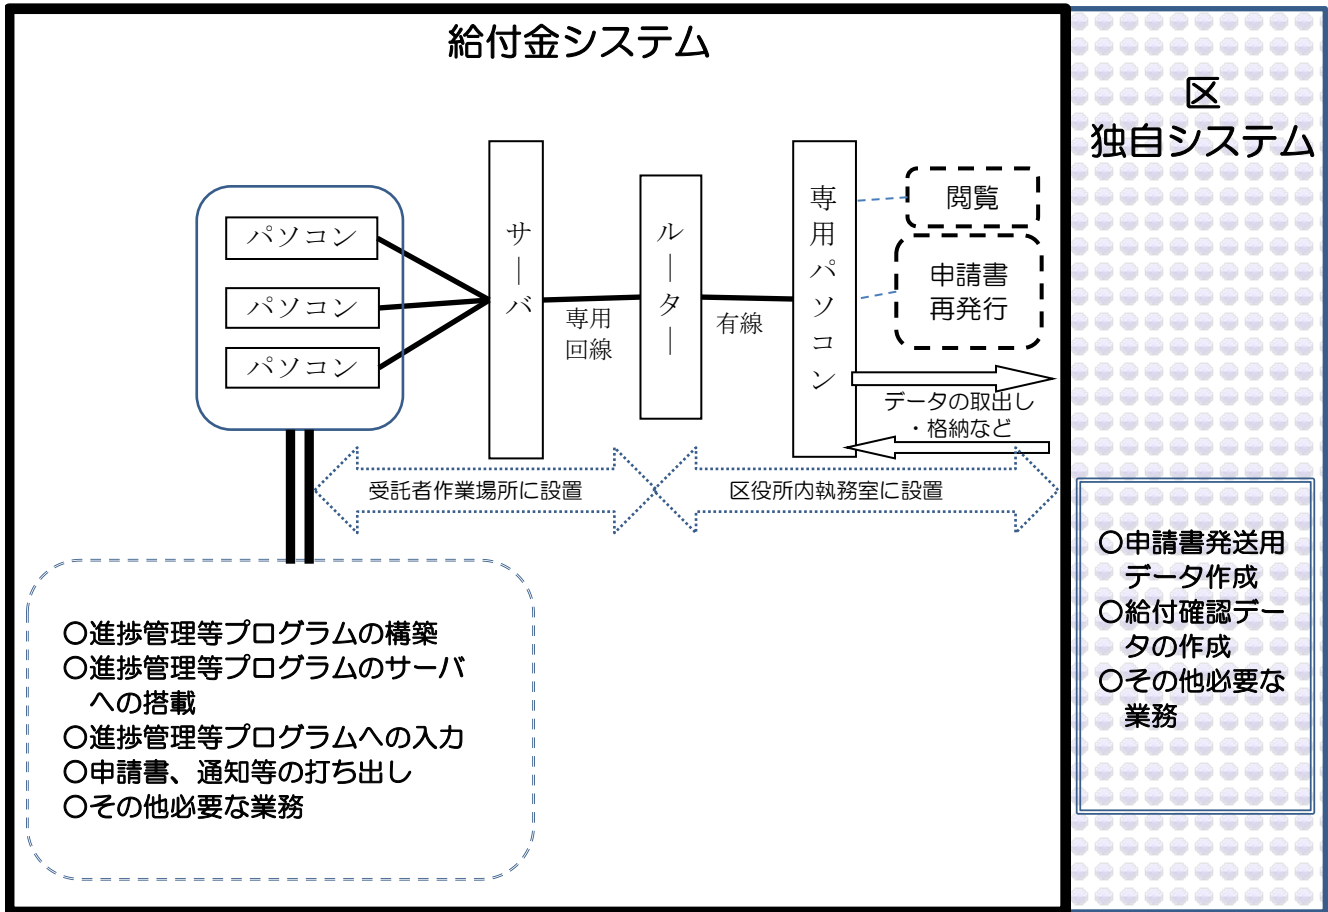 給付金システム
区
独自システム
パソコン
パソコン
パソコン
サーバ
専用
回線
ルーター
有線
専用パソコン
閲覧
申請書
再発行
データの取出し
・格納など
受託者作業場所に設置
区役所内執務室に設置
○進捗管理等プログラムの構築
○進捗管理等プログラムのサーバ
への搭載
○進捗管理等プログラムへの入力
○申請書、通知等の打ち出し
○その他必要な業務
○申請書発送用
データ作成
○給付確認デー
タの作成
○その他必要な
業務